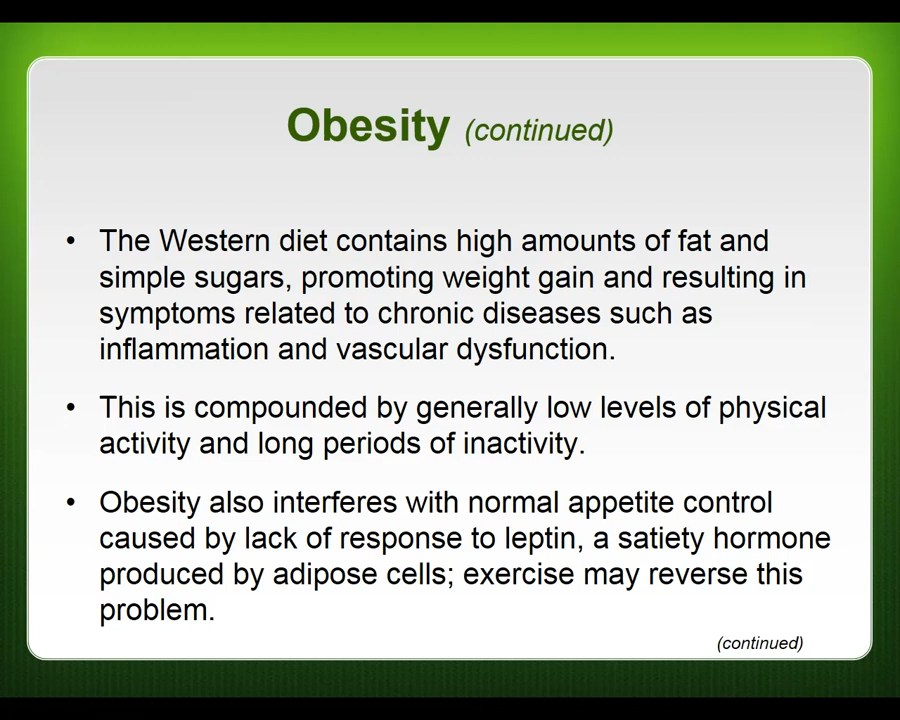 Obesity (continued)
• The Western diet contains high amounts of fat and
simple sugars, promoting weight gain and resulting in
symptoms related to chronic diseases such as
inflammation and vascular dysfunction.
• This is compounded by generally low levels of physical
activity and long periods of inactivity.
• Obesity also interferes with normal appetite control
caused by lack of response to leptin, a satiety hormone
produced by adipose cells; exercise may reverse this
problem.
(continued)